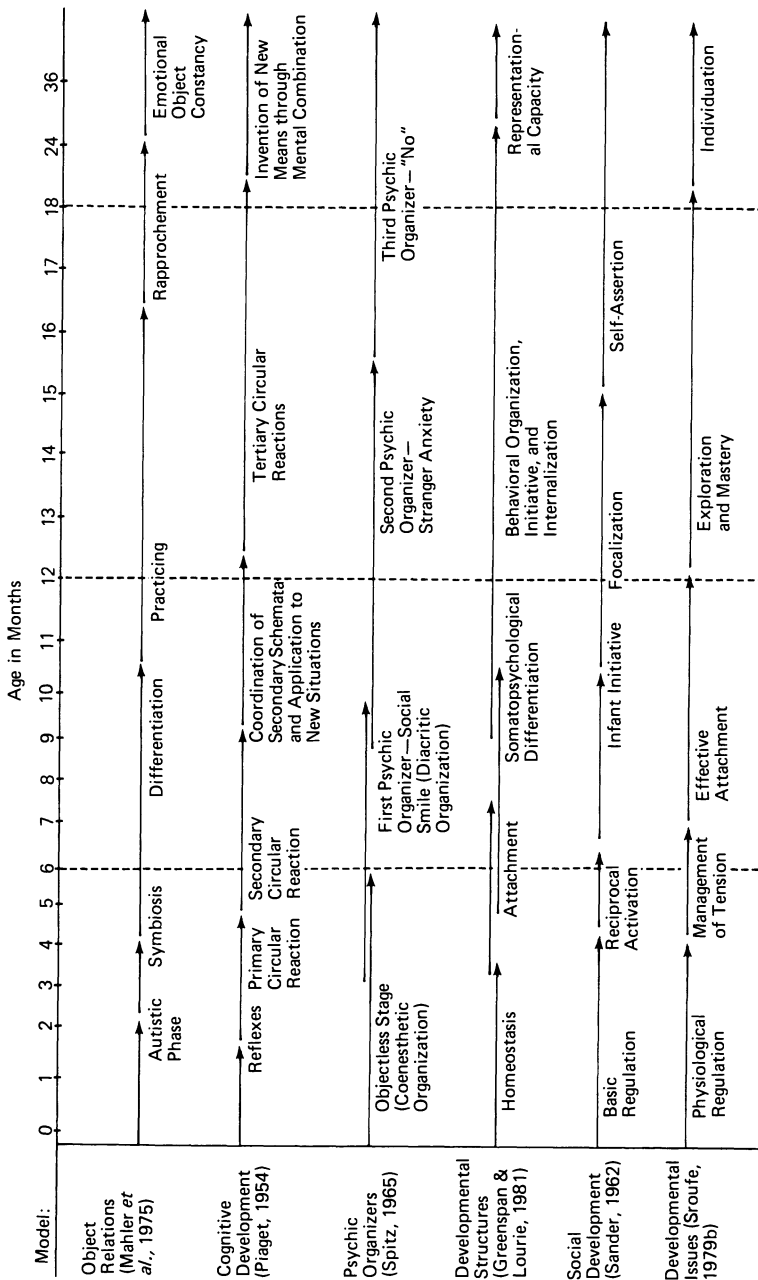 Age in Months
Model:
0
1
2
3
4
5
6
7
8
9
10
11
12
13
14
15
16
17
18
24
36
Object
Relations
(Mahler et
al., 1975)
Autistic
Phase
Symbiosis
Differentiation
Practicing
Rapprochement
Emotional
Object
Constancy
Cognitive
Development
(Piaget, 1954)
Reflexes
Primary
Circular
Reaction
Secondary
Circular
Reaction
Coordination of
Secondary Schemata
and Application to
New Situations
Tertiary Circular
Reactions
Invention of New
Means through
Mental Combination
Psychic
Organizers
(Spitz, 1965)
Objectless Stage
(Coenesthetic
Organization)
First Psychic
Organizer—Social
Smile (Diacritic
Organization)
Second Psychic
Organizer—
Stranger Anxiety
Third Psychic
Organizer—"No"
Developmental
Structures
(Greenspan &
Lourie, 1981)
Homeostasis
Attachment
Somatopsychological
Differentiation
Behavioral Organization,
Initiative, and
Internalization
Representation-
al Capacity
Social
Development
(Sander, 1962)
Basic
Regulation
Reciprocal
Activation
Infant Initiative
Focalization
Self-Assertion
Developmental
Issues (Sroufe,
1979b)
Physiological
Regulation
Management
of Tension
Effective
Attachment
Exploration
and Mastery
Individuation